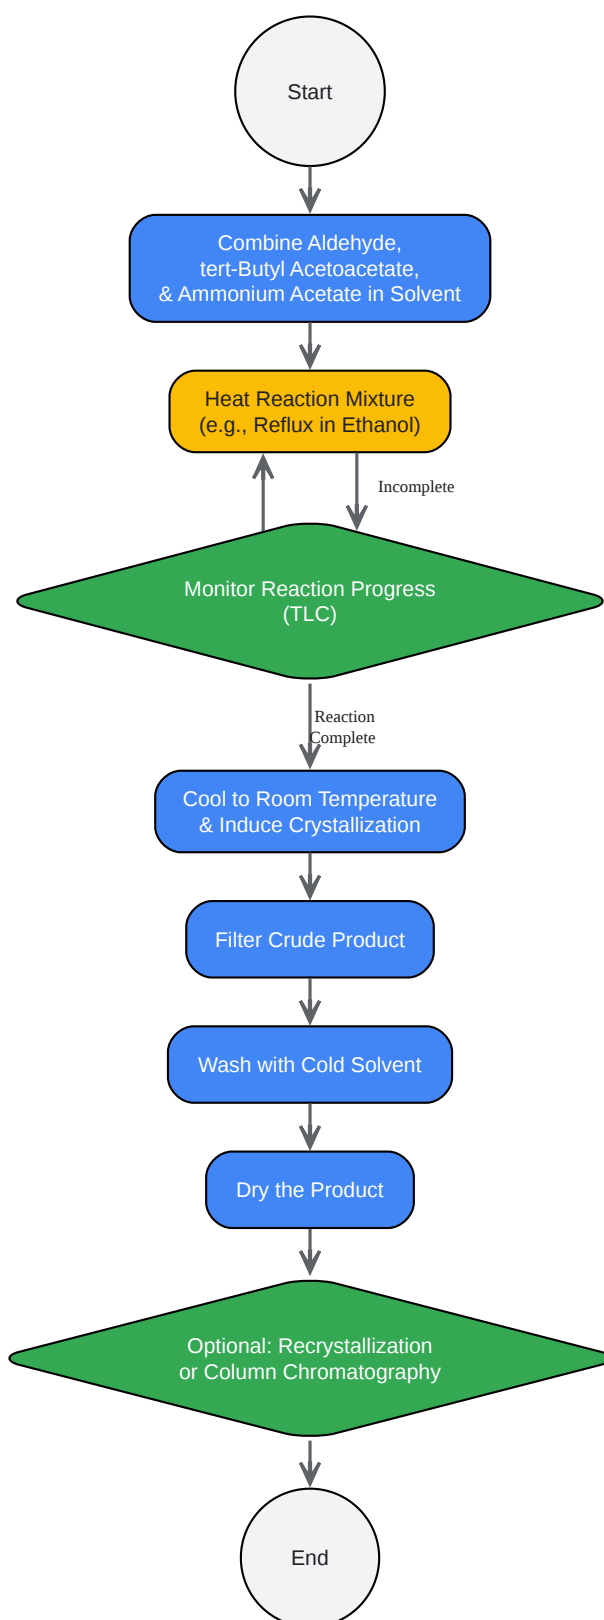 Start
Combine Aldehyde,
tert-Butyl Acetoacetate,
& Ammonium Acetate in Solvent
Heat Reaction Mixture
(e.g., Reflux in Ethanol)
Incomplete
Monitor Reaction Progress
(TLC)
Reaction
Complete
Cool to Room Temperature
& Induce Crystallization
Filter Crude Product
Wash with Cold Solvent
Dry the Product
Optional: Recrystallization
or Column Chromatography
End